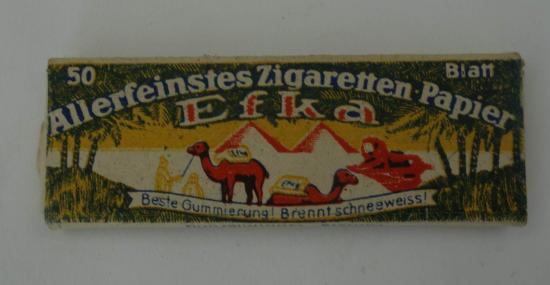 50 Blatt
Allerfeinstes Zigaretten-Papier
Efka
Beste Gummierung! Brennt schneeweiss!